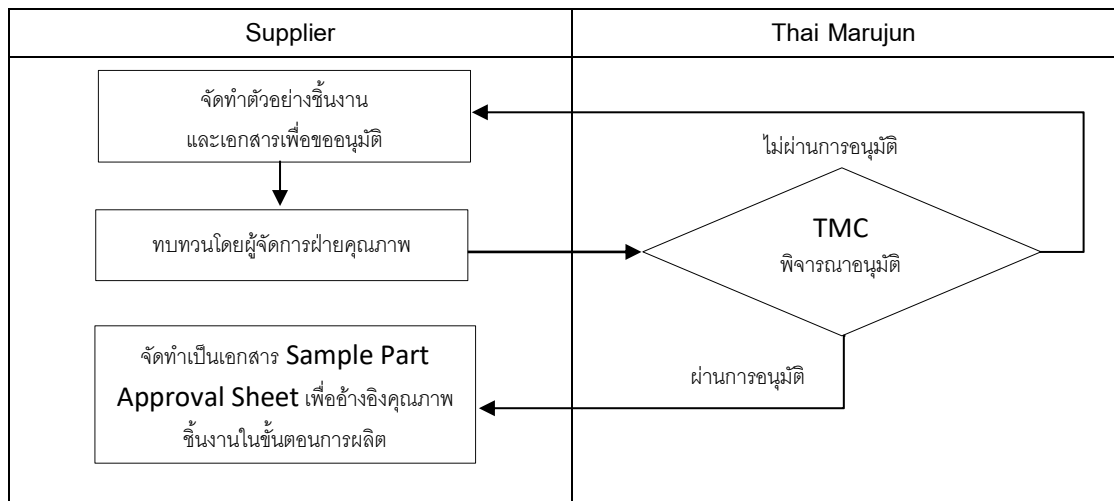 Supplier
Thai Marujun
จัดทำตัวอย่างชิ้นงาน
และเอกสารเพื่อขออนุมัติ
ไม่ผ่านการอนุมัติ
ทบทวนโดยผู้จัดการฝ่ายคุณภาพ
TMC
พิจารณาอนุมัติ
จัดทำเป็นเอกสาร Sample Part
Approval Sheet เพื่ออ้างอิงคุณภาพ
ชิ้นงานในขั้นตอนการผลิต
ผ่านการอนุมัติ